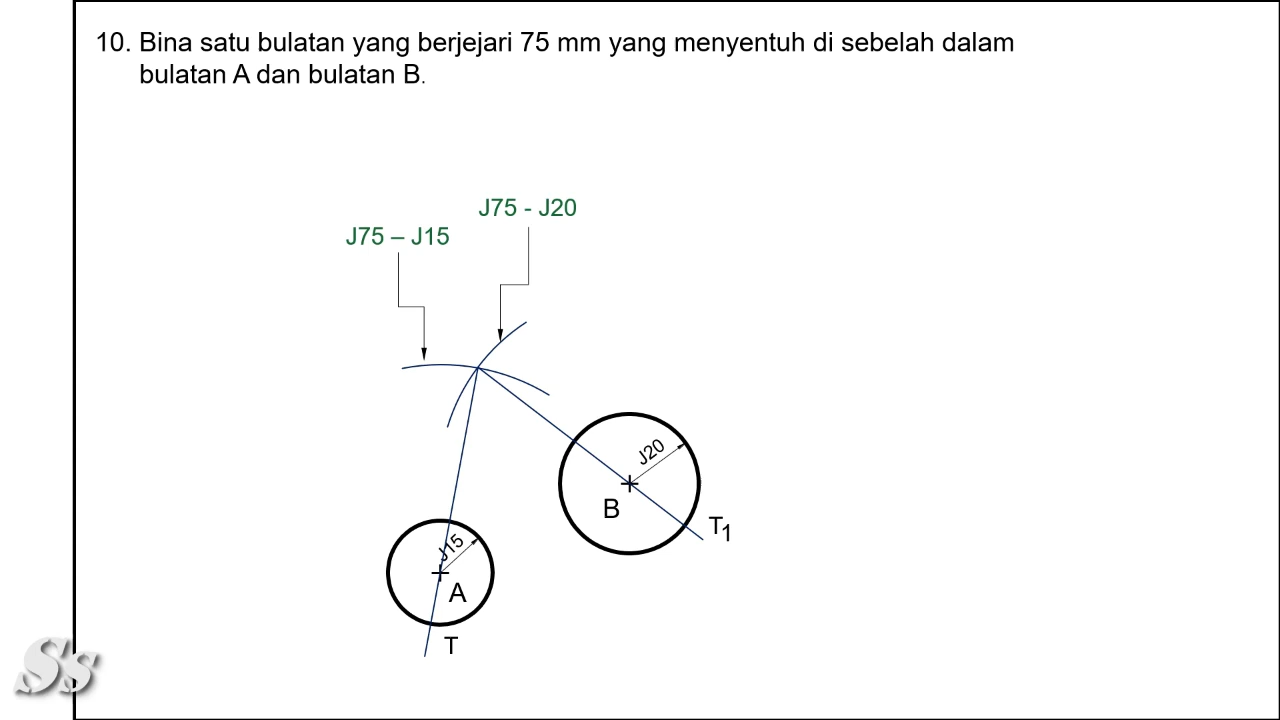 10. Bina satu bulatan yang berjejari 75 mm yang menyentuh di sebelah dalam
bulatan A dan bulatan B.
J75 - J20
J75 – J15
J20
B
T1
J15
A
T
Ss